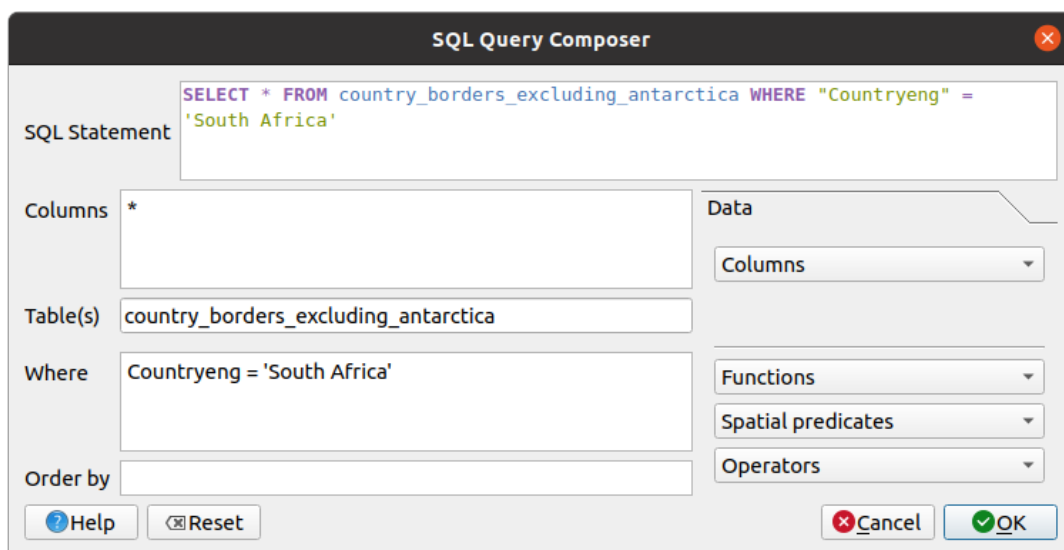 SQL Query Composer
SQL Statement
SELECT * FROM country_borders_excluding_antarctica WHERE "Countryeng" =
'South Africa'
Columns
*
Data
Columns
Table(s)
country_borders_excluding_antarctica
Where
Countryeng = 'South Africa'
Functions
Spatial predicates
Operators
Order by
Help
Reset
Cancel
OK